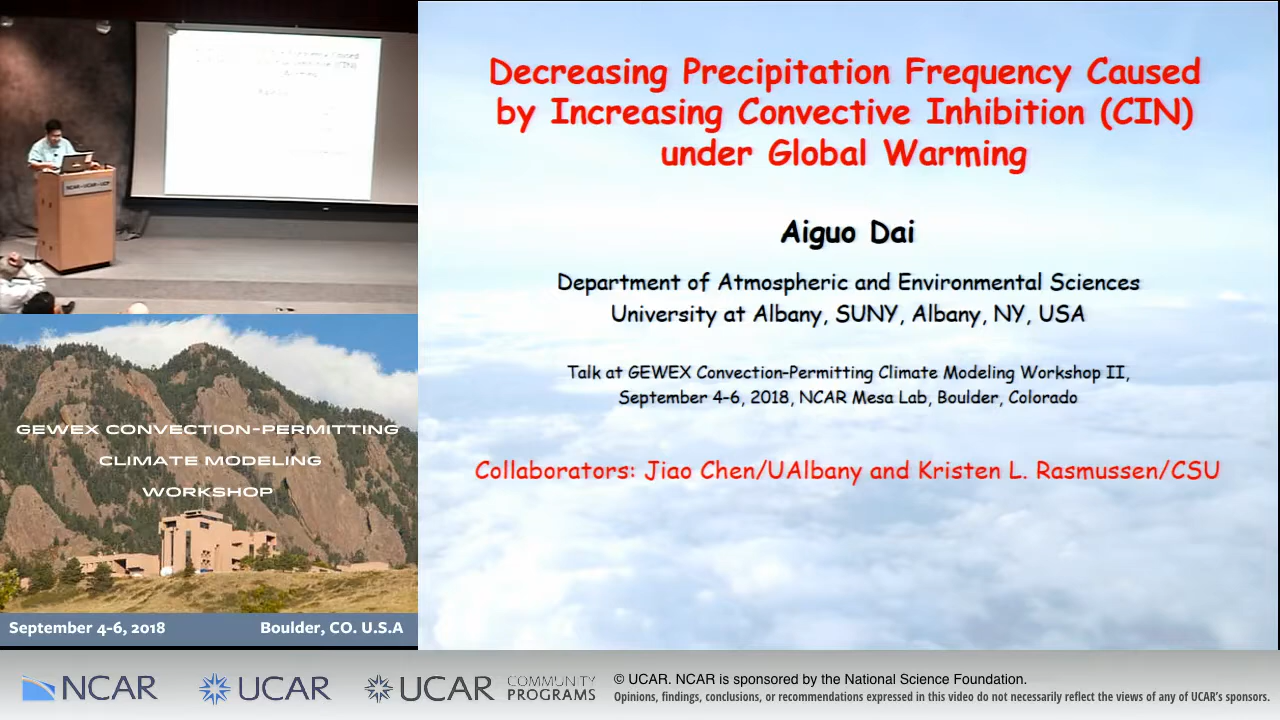 Decreasing Precipitation Frequency Caused
by Increasing Convective Inhibition (CIN)
under Global Warming
Aiguo Dai
Department of Atmospheric and Environmental Sciences
University at Albany, SUNY, Albany, NY, USA
Talk at GEWEX Convection-Permitting Climate Modeling Workshop II,
September 4-6, 2018, NCAR Mesa Lab, Boulder, Colorado
Collaborators: Jiao Chen/UAlbany and Kristen L. Rasmussen/CSU
NCAR-UCAR-UCP
GEWEX CONVECTION-PERMITTING
CLIMATE MODELING
WORKSHOP
September 4-6, 2018 Boulder, CO. U.S.A
NCAR
UCAR
UCAR COMMUNITY PROGRAMS
© UCAR. NCAR is sponsored by the National Science Foundation.
Opinions, findings, conclusions, or recommendations expressed in this video do not necessarily reflect the views of any of UCAR's sponsors.